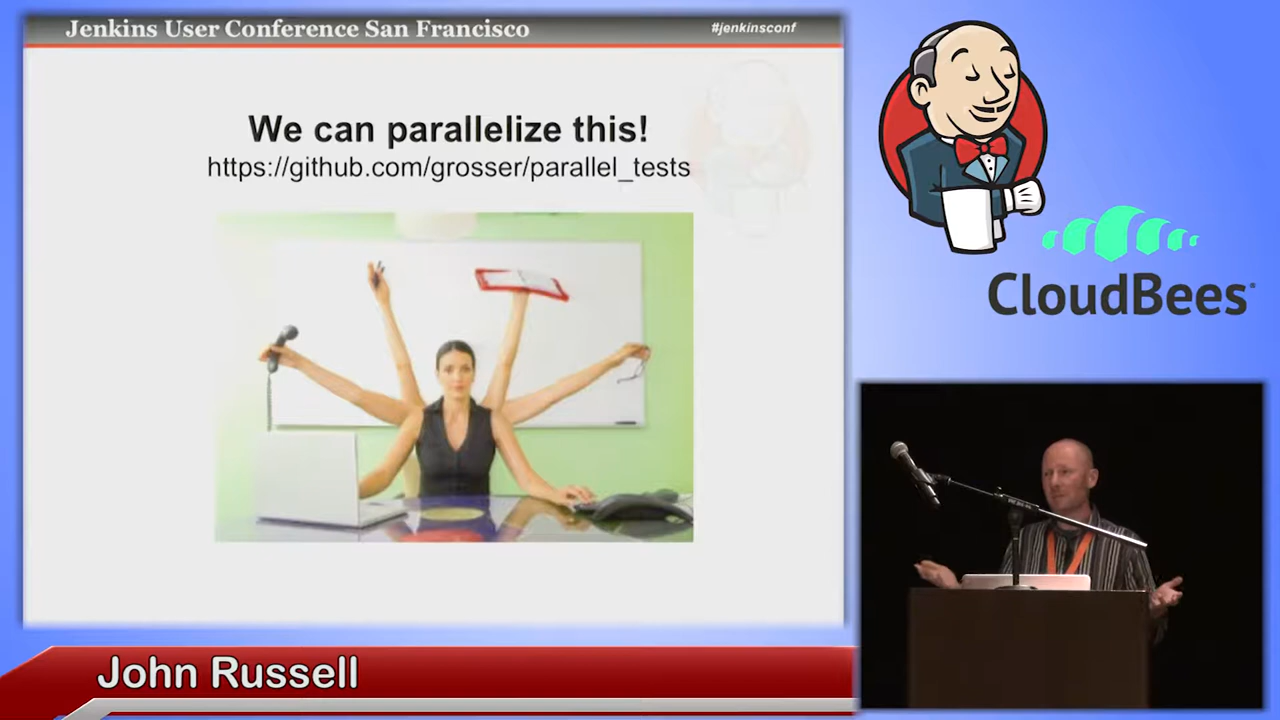 Jenkins User Conference San Francisco
#jenkinsconf
We can parallelize this!
https://github.com/grosser/parallel_tests
CloudBees
John Russell